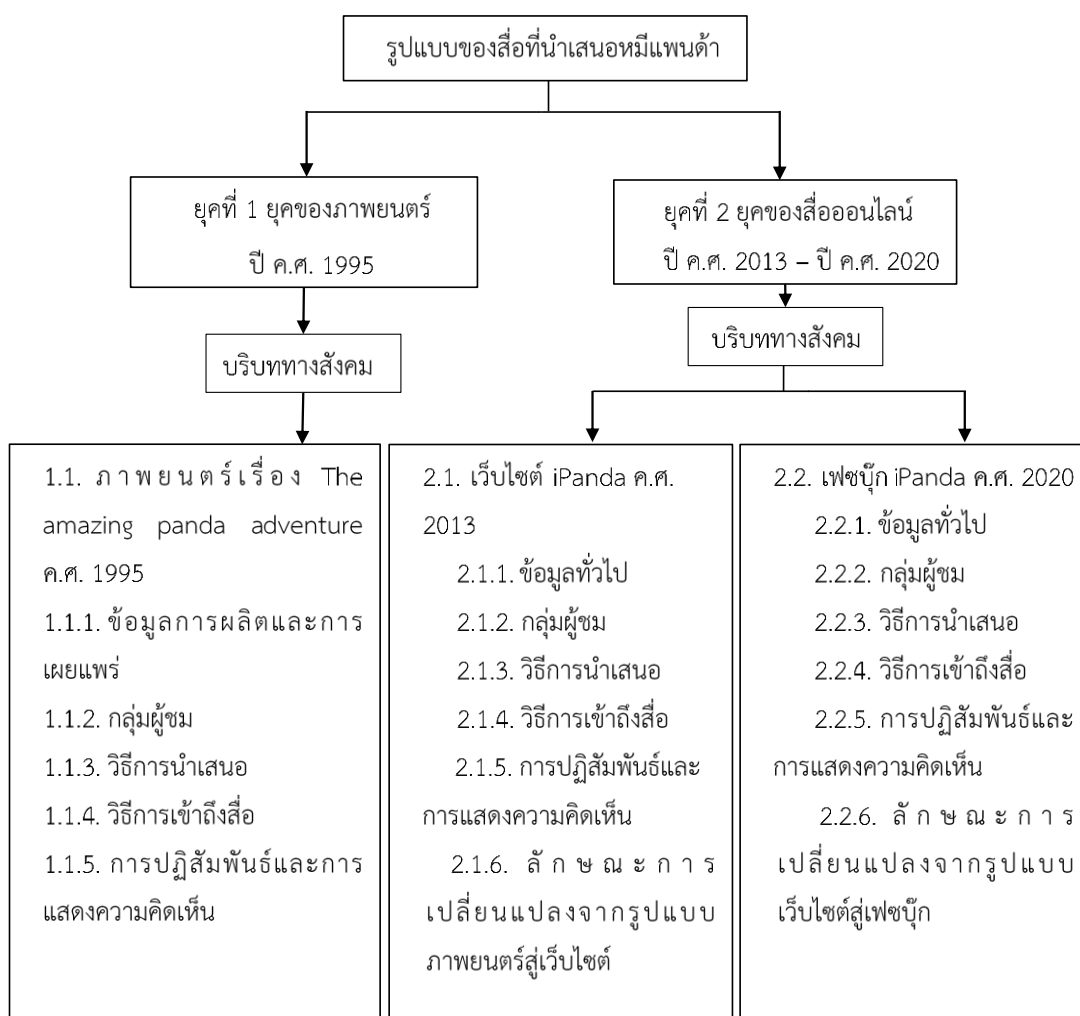 รูปแบบของสื่อที่นำเสนอหมีแพนด้า
ยุคที่ 1 ยุคของภาพยนตร์
ปี ค.ศ. 1995
ยุคที่ 2 ยุคของสื่อออนไลน์
ปี ค.ศ. 2013 – ปี ค.ศ. 2020
บริบททางสังคม
บริบททางสังคม
1.1. ภาพยนตร์เรื่อง The
amazing panda adventure
ค.ศ. 1995
1.1.1. ข้อมูลการผลิตและการ
เผยแพร่
1.1.2. กลุ่มผู้ชม
1.1.3. วิธีการนำเสนอ
1.1.4. วิธีการเข้าถึงสื่อ
1.1.5. การปฏิสัมพันธ์และการ
แสดงความคิดเห็น
2.1. เว็บไซต์ iPanda ค.ศ.
2013
2.1.1. ข้อมูลทั่วไป
2.1.2. กลุ่มผู้ชม
2.1.3. วิธีการนำเสนอ
2.1.4. วิธีการเข้าถึงสื่อ
2.1.5. การปฏิสัมพันธ์และ
การแสดงความคิดเห็น
2.1.6. ลักษณะการ
เปลี่ยนแปลงจากรูปแบบ
ภาพยนตร์สู่เว็บไซต์
2.2. เฟซบุ๊ก iPanda ค.ศ. 2020
2.2.1. ข้อมูลทั่วไป
2.2.2. กลุ่มผู้ชม
2.2.3. วิธีการนำเสนอ
2.2.4. วิธีการเข้าถึงสื่อ
2.2.5. การปฏิสัมพันธ์และ
การแสดงความคิดเห็น
2.2.6. ลักษณะการ
เปลี่ยนแปลงจากรูปแบบ
เว็บไซต์สู่เฟซบุ๊ก